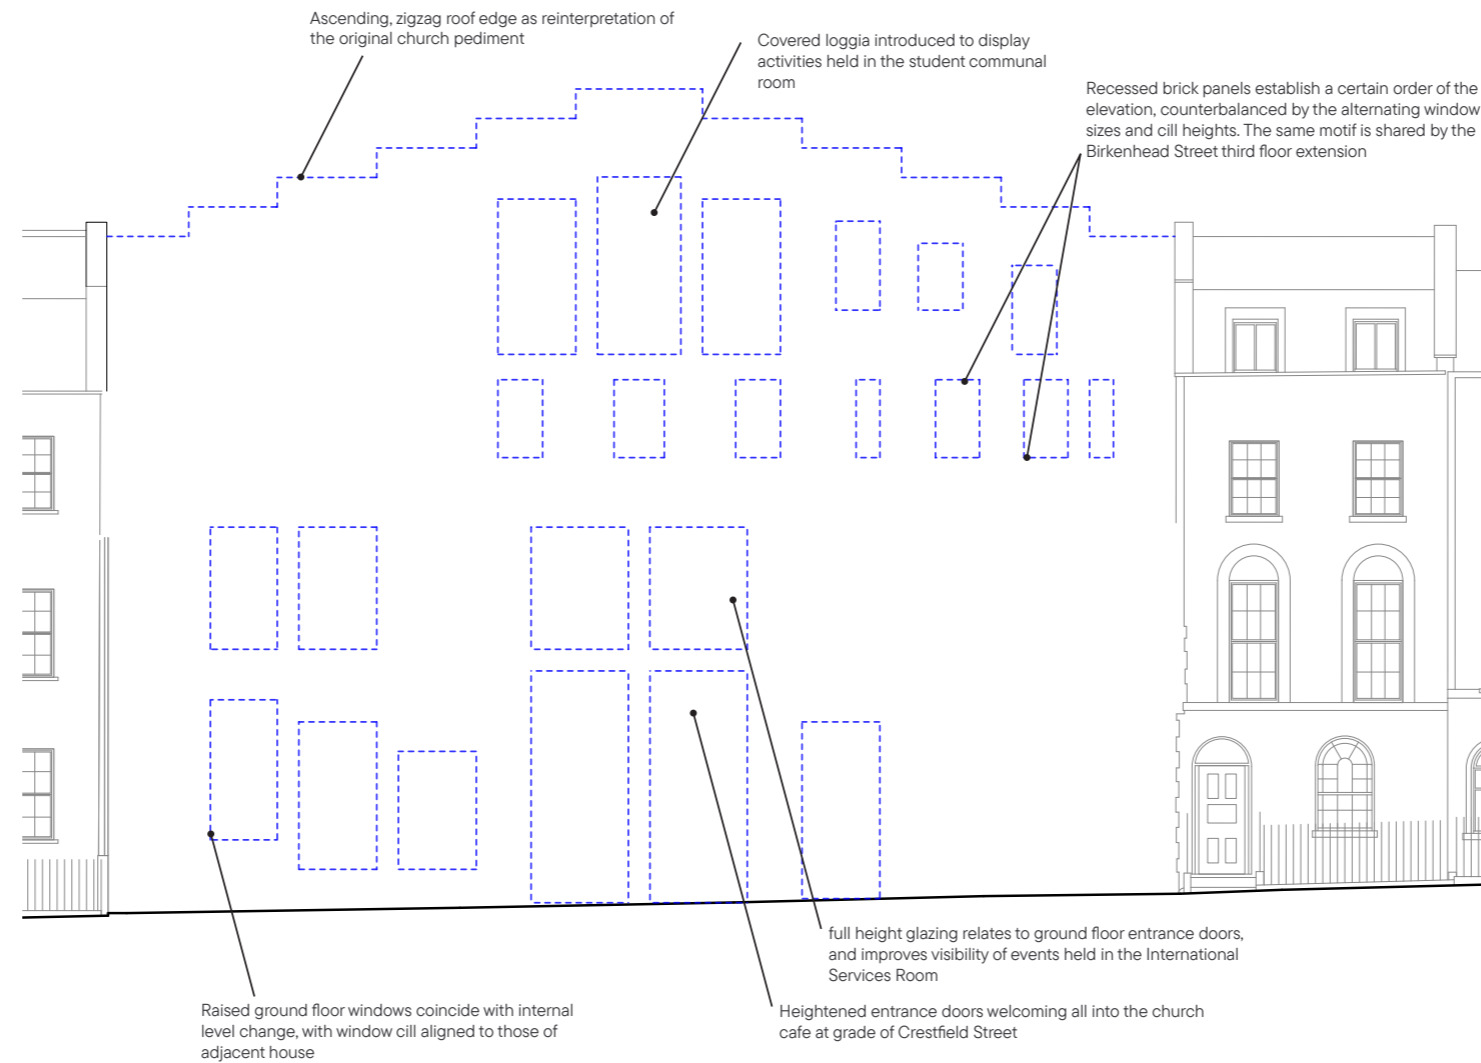 Ascending, zigzag roof edge as reinterpretation of
the original church pediment
Covered loggia introduced to display
activities held in the student communal
room
Recessed brick panels establish a certain order of the
elevation, counterbalanced by the alternating window
sizes and cill heights. The same motif is shared by the
Birkenhead Street third floor extension
full height glazing relates to ground floor entrance doors,
and improves visibility of events held in the International
Services Room
Heightened entrance doors welcoming all into the church
cafe at grade of Crestfield Street
Raised ground floor windows coincide with internal
level change, with window cill aligned to those of
adjacent house